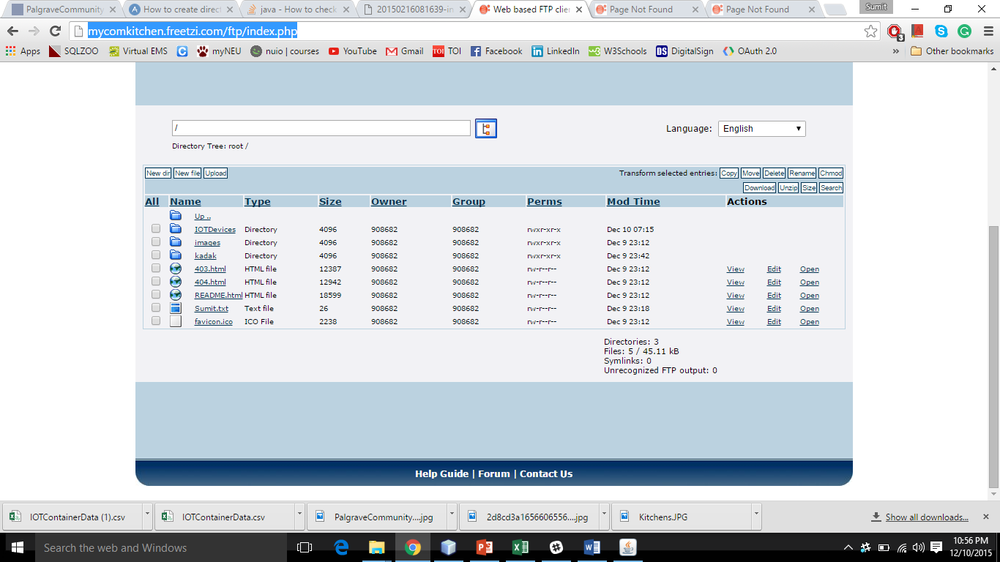 PalgraveCommunity How to create direct java - How to check 20150216081639-in Web based FTP clien Page Not Found Page Not Found Sumit
mycomkitchen.freetzi.com/ftp/index.php 3
Apps SQLZOO Virtual EMS myNEU nuio | courses YouTube Gmail TOI TOI Facebook LinkedIn W3Schools DS DigitalSign OAuth 2.0 » Other bookmarks
/ Language: English
Directory Tree: root /
New dir New file Upload Transform selected entries: Copy Move Delete Rename Chmod
Download Unzip Size Search
All Name Type Size Owner Group Perms Mod Time Actions
Up ..
IOTDevices Directory 4096 908682 908682 rwxr-xr-x Dec 10 07:15
images Directory 4096 908682 908682 rwxr-xr-x Dec 9 23:12
kadak Directory 4096 908682 908682 rwxr-xr-x Dec 9 23:42
403.html HTML file 12387 908682 908682 rw-r--r-- Dec 9 23:12 View Edit Open
404.html HTML file 12942 908682 908682 rw-r--r-- Dec 9 23:12 View Edit Open
README.html HTML file 18599 908682 908682 rw-r--r-- Dec 9 23:12 View Edit Open
Sumit.txt Text file 26 908682 908682 rw-r--r-- Dec 9 23:18 View Edit Open
favicon.ico ICO File 2238 908682 908682 rw-r--r-- Dec 9 23:12 View Edit Open
Directories: 3
Files: 5 / 45.11 kB
Symlinks: 0
Unrecognized FTP output: 0
Help Guide | Forum | Contact Us
IOTContainerData (1).csv IOTContainerData.csv PalgraveCommunity....jpg 2d8cd3a1656606556....jpg Kitchens.JPG Show all downloads...
Search the web and Windows 10:56 PM
12/10/2015